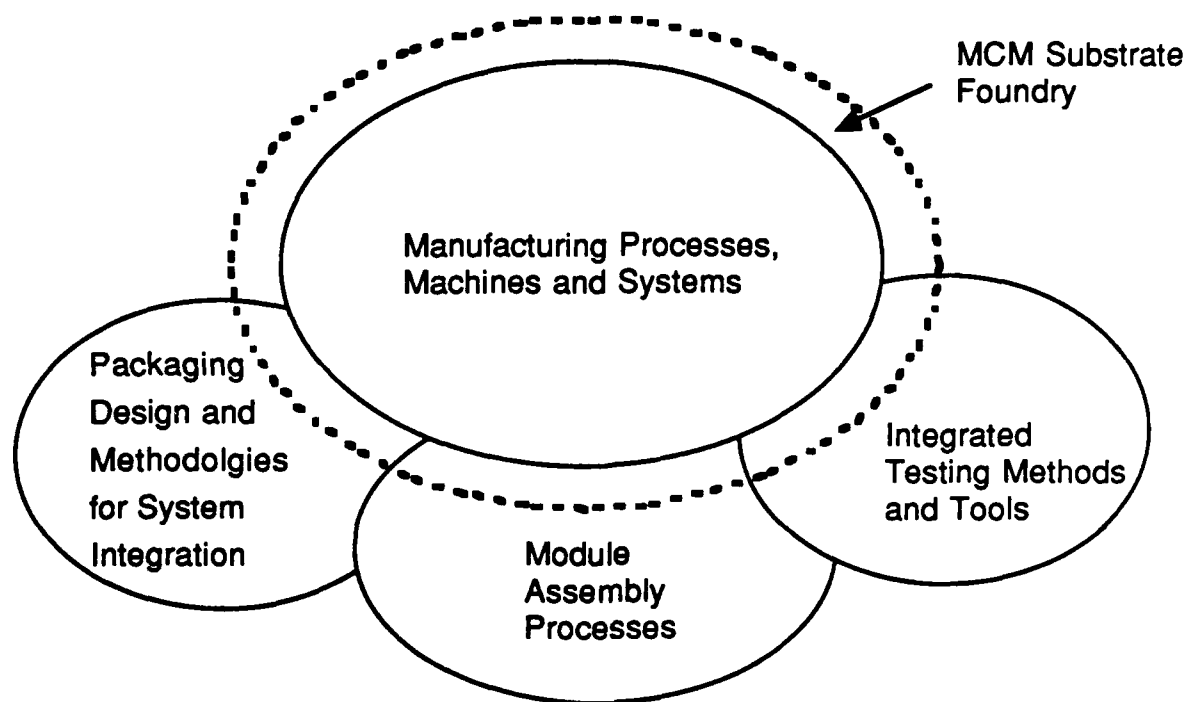 MCM Substrate
Foundry
Manufacturing Processes,
Machines and Systems
Packaging
Design and
Methodolgies
for System
Integration
Integrated
Testing Methods
and Tools
Module
Assembly
Processes